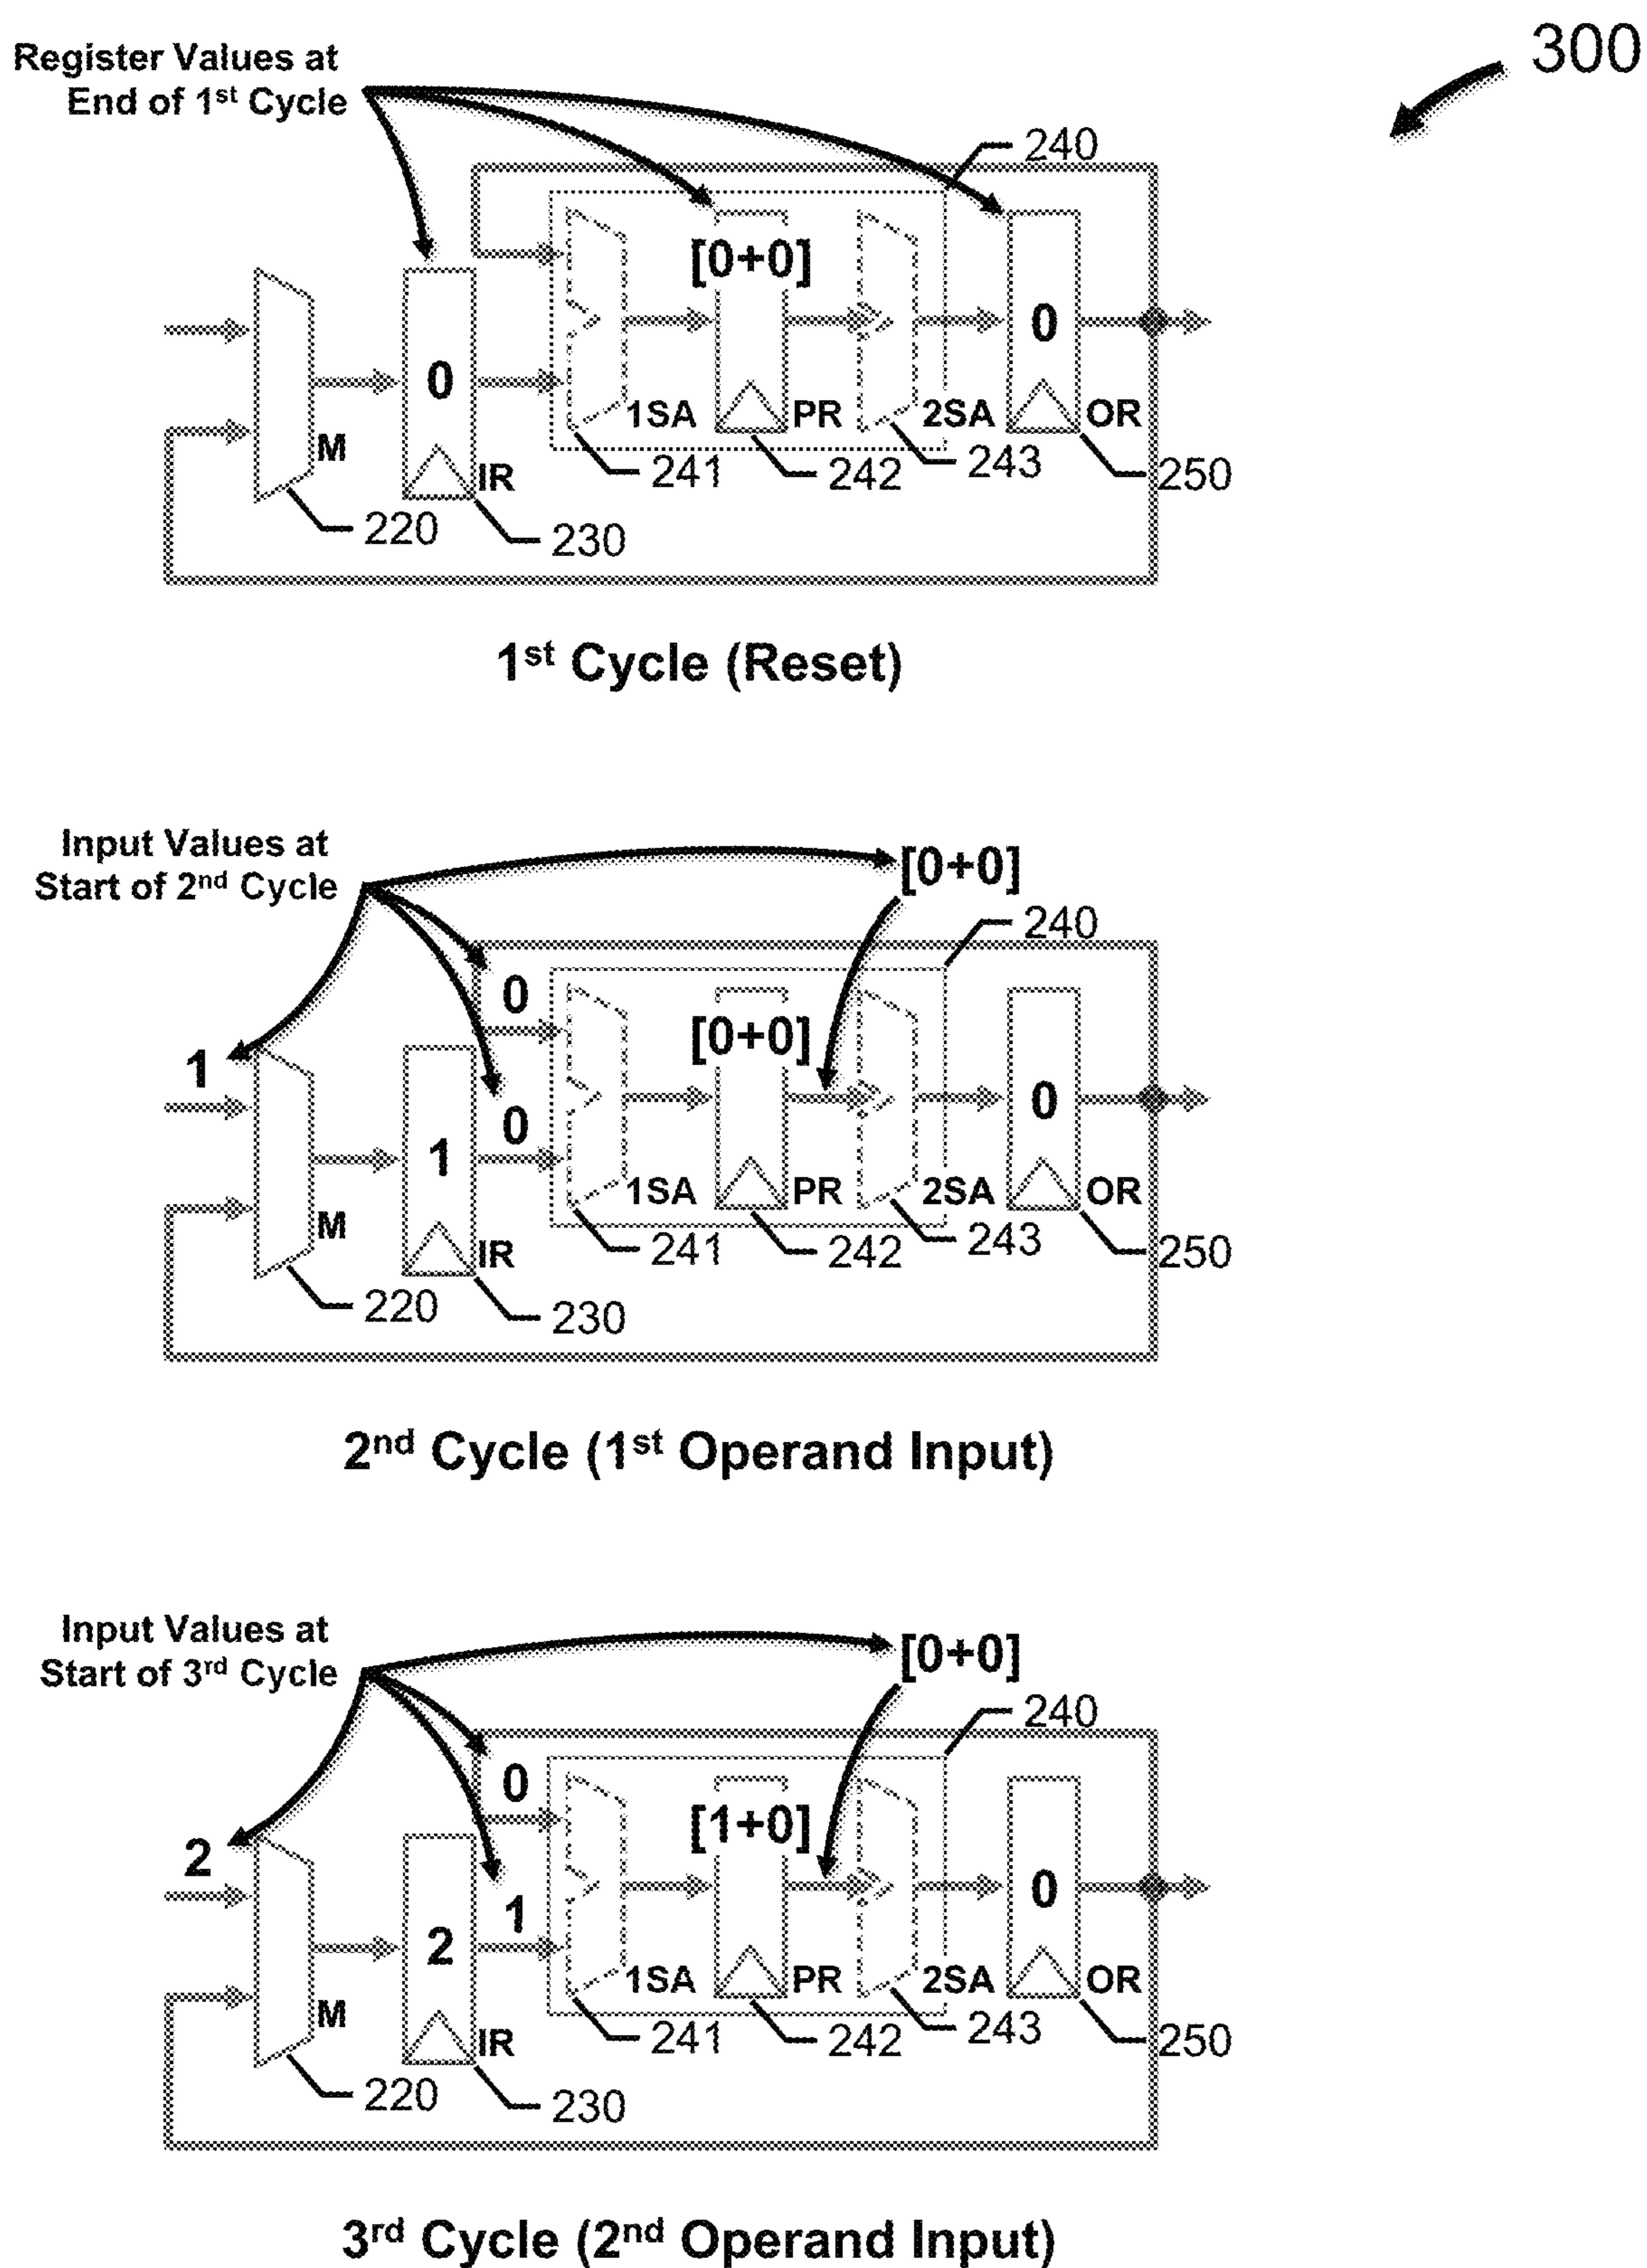 300
Register Values at
End of 1st Cycle
240
[0+0]
0
0
1SA
PR
2SA
OR
M
IR
241
242
243
250
220
230
1st Cycle (Reset)
Input Values at
Start of 2nd Cycle
[0+0]
240
0
[0+0]
1
0
0
1
1SA
PR
2SA
OR
M
IR
241
242
243
250
220
230
2nd Cycle (1st Operand Input)
Input Values at
Start of 3rd Cycle
[0+0]
240
0
[1+0]
2
1
0
2
1SA
PR
2SA
OR
M
IR
241
242
243
250
220
230
3rd Cycle (2nd Operand Input)